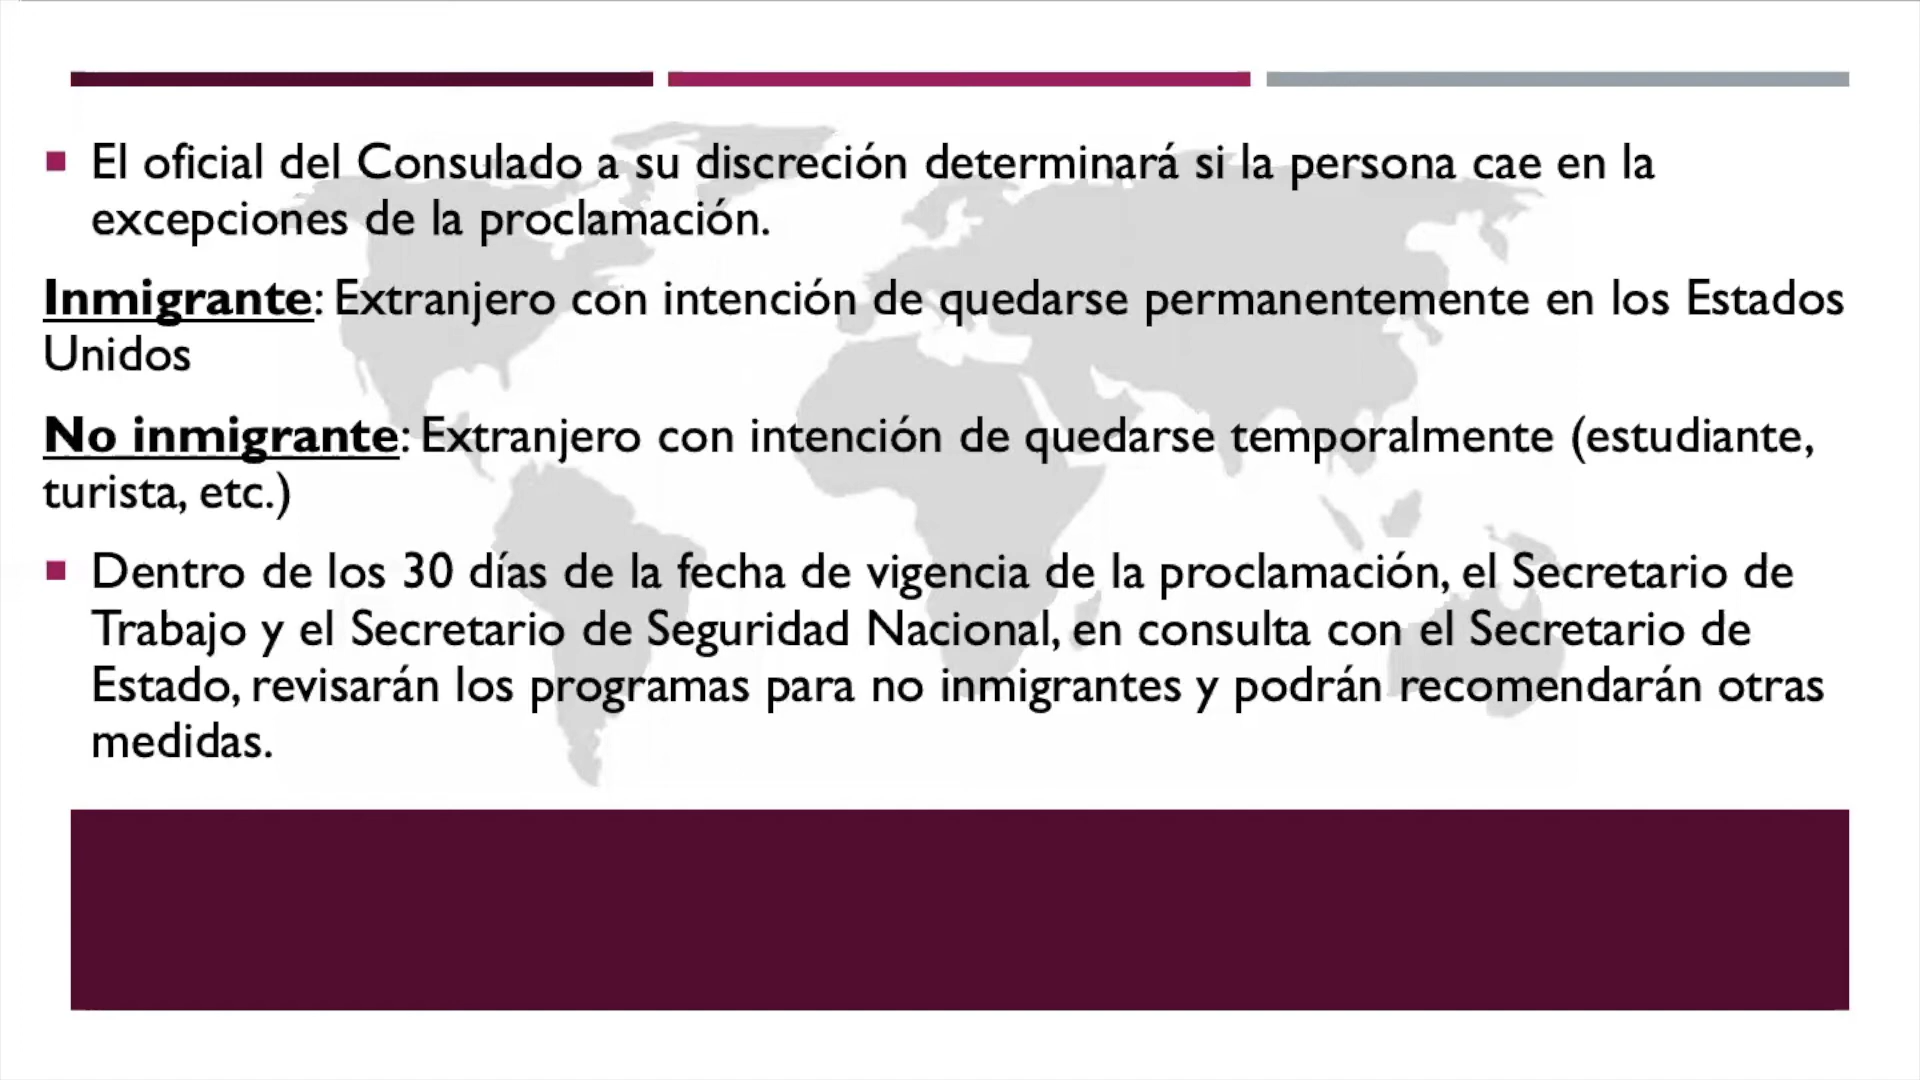 El oficial del Consulado a su discreción determinará si la persona cae en la
excepciones de la proclamación.
Inmigrante: Extranjero con intención de quedarse permanentemente en los Estados
Unidos
No inmigrante: Extranjero con intención de quedarse temporalmente (estudiante,
turista, etc.)
Dentro de los 30 días de la fecha de vigencia de la proclamación, el Secretario de
Trabajo y el Secretario de Seguridad Nacional, en consulta con el Secretario de
Estado, revisarán los programas para no inmigrantes y podrán recomendarán otras
medidas.